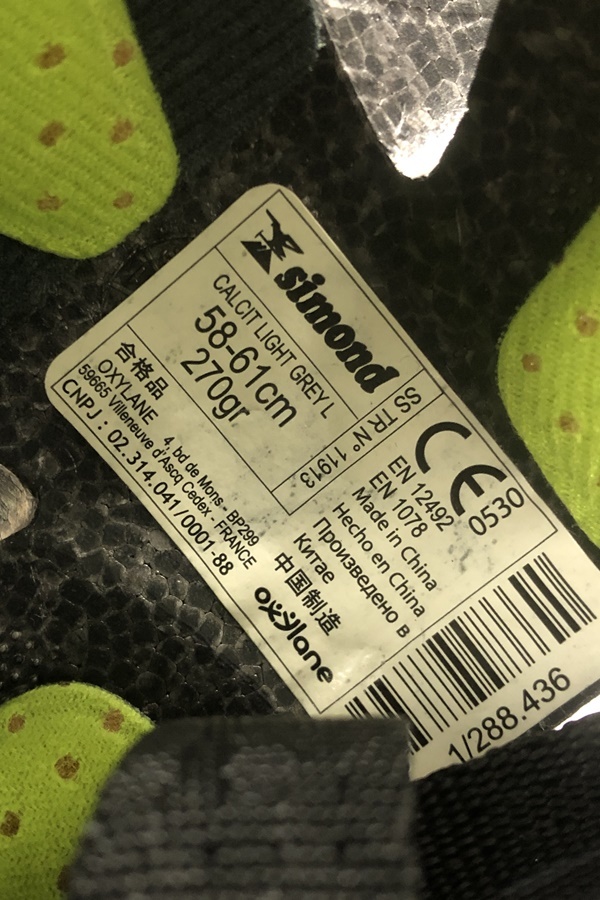 simond
CALCIT LIGHT GREY L
58-61cm
270gr
SS TR N° 11913
合格品
OXYLANE 4, bd de Mons - BP299
59665 Villeneuve d'Ascq Cedex - FRANCE
CNPJ : 02.314.041/0001-88
CE 0530
EN 12492
EN 1078
Made in China
Hecho en China
Произведено в
Китае
中国制造
oxylane
1/288.436